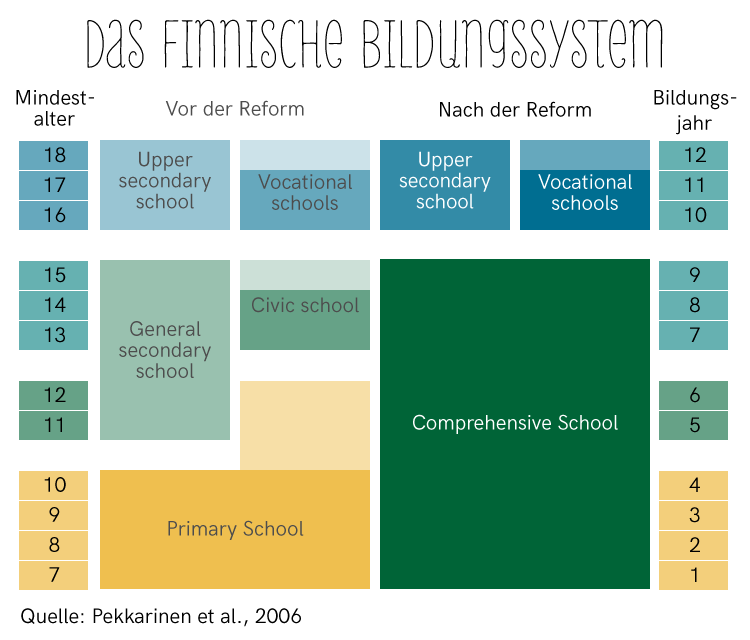 Das finnische Bildungssystem
Mindest-
alter
Vor der Reform
Nach der Reform
Bildungs-
jahr
18
17
16
Upper
secondary
school
Vocational
schools
Upper
secondary
school
Vocational
schools
12
11
10
15
14
13
12
11
General
secondary
school
Civic school
Comprehensive School
9
8
7
6
5
10
9
8
7
Primary School
4
3
2
1
Quelle: Pekkarinen et al., 2006